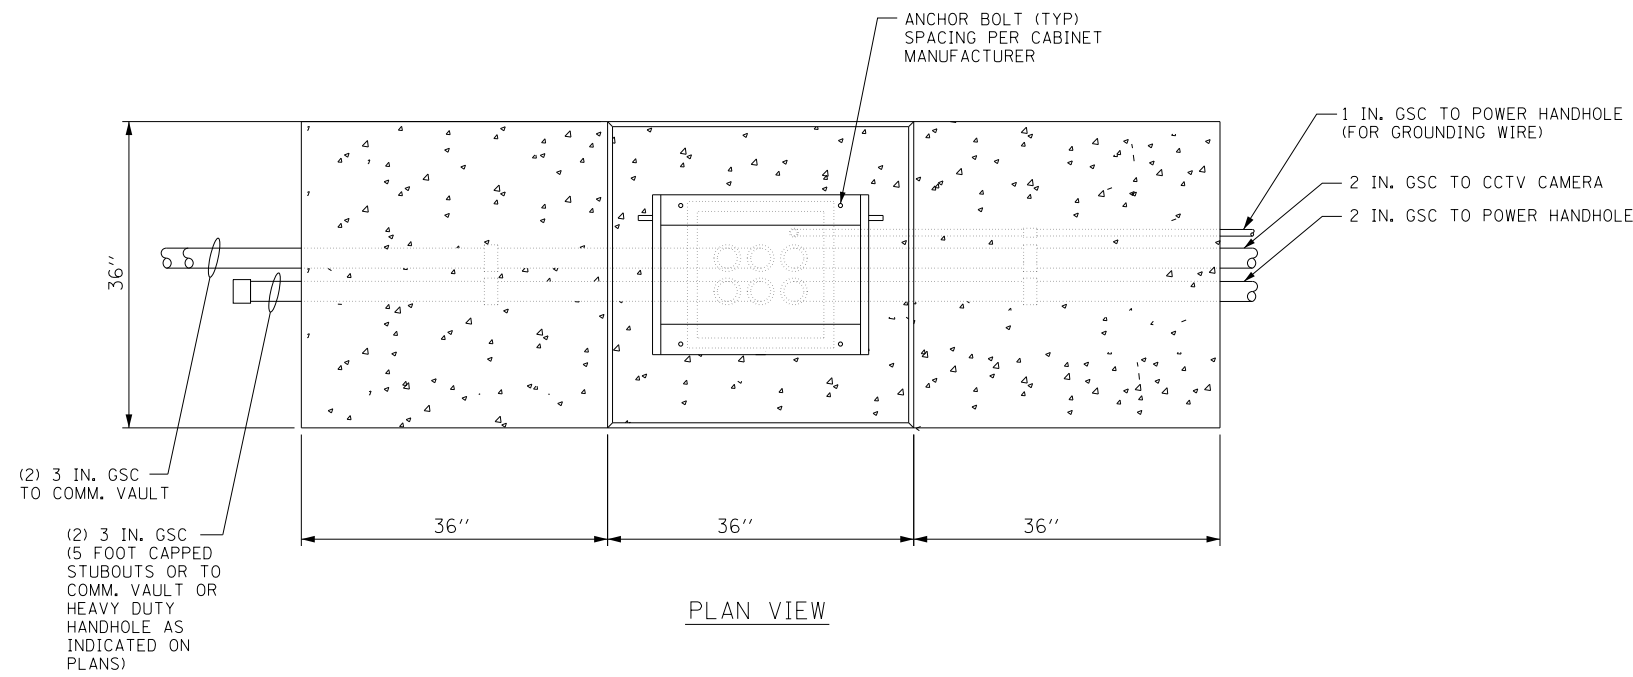 ANCHOR BOLT (TYP)
SPACING PER CABINET
MANUFACTURER
1 IN. GSC TO POWER HANDHOLE
(FOR GROUNDING WIRE)
2 IN. GSC TO CCTV CAMERA
2 IN. GSC TO POWER HANDHOLE
36''
(2) 3 IN. GSC
TO COMM. VAULT
(2) 3 IN. GSC
(5 FOOT CAPPED
STUBOUTS OR TO
COMM. VAULT OR
HEAVY DUTY
HANDHOLE AS
INDICATED ON
PLANS)
36''
36''
36''
PLAN VIEW